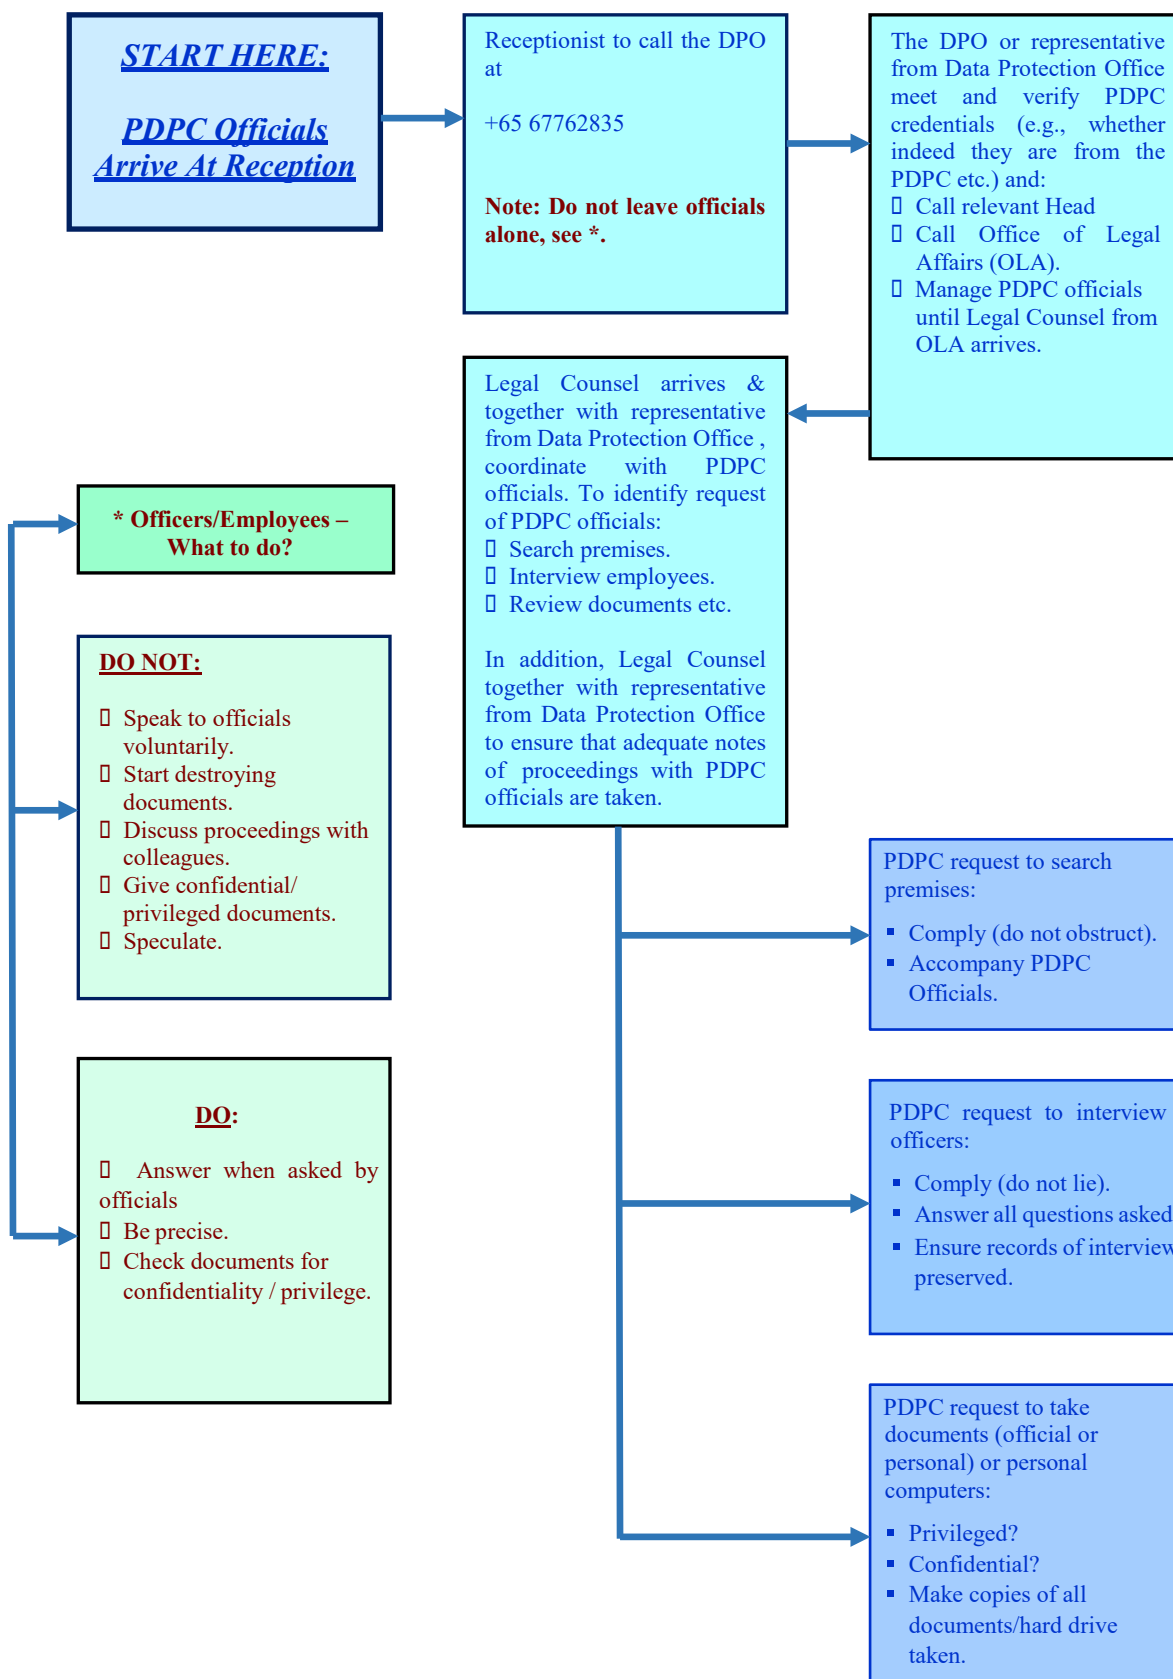 START HERE:
PDPC Officials
Arrive At Reception
Receptionist to call the DPO
at
+65 67762835
Note: Do not leave officials
alone, see *.
The DPO or representative
from Data Protection Office
meet and verify PDPC
credentials (e.g., whether
indeed they are from the
PDPC etc.) and:
Call relevant Head
Call Office of Legal
Affairs (OLA).
Manage PDPC officials
until Legal Counsel from
OLA arrives.
Legal Counsel arrives &
together with representative
from Data Protection Office ,
coordinate with PDPC
officials. To identify request
of PDPC officials:
Search premises.
Interview employees.
Review documents etc.
In addition, Legal Counsel
together with representative
from Data Protection Office
to ensure that adequate notes
of proceedings with PDPC
officials are taken.
* Officers/Employees –
What to do?
DO NOT:
Speak to officials
voluntarily.
Start destroying
documents.
Discuss proceedings with
colleagues.
Give confidential/
privileged documents.
Speculate.
DO:
Answer when asked by
officials
Be precise.
Check documents for
confidentiality / privilege.
PDPC request to search
premises:
▪ Comply (do not obstruct).
▪ Accompany PDPC
Officials.
PDPC request to interview
officers:
▪ Comply (do not lie).
▪ Answer all questions asked
▪ Ensure records of interview
preserved.
PDPC request to take
documents (official or
personal) or personal
computers:
▪ Privileged?
▪ Confidential?
▪ Make copies of all
documents/hard drive
taken.